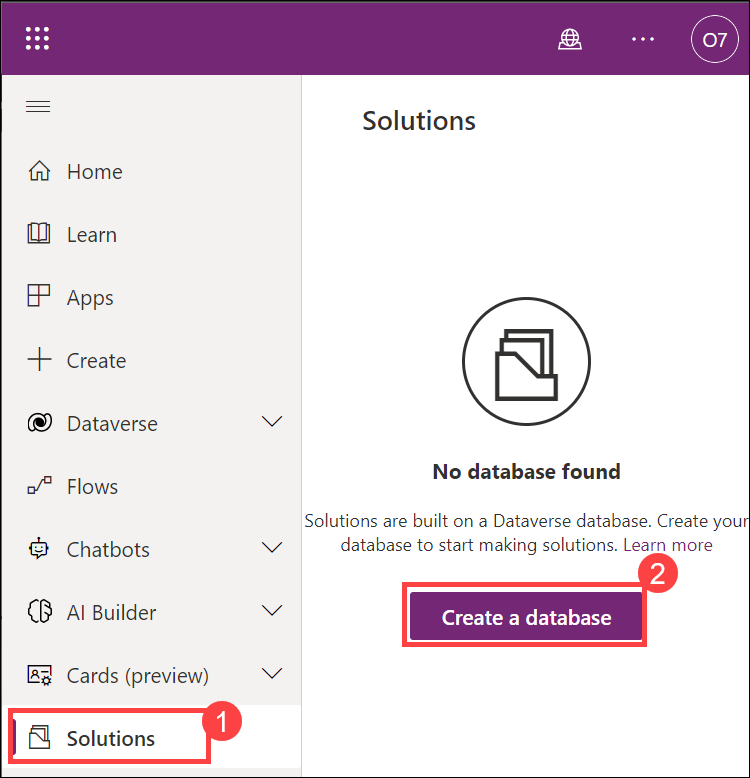 O7
Solutions
Home
Learn
Apps
Create
Dataverse
Flows
Chatbots
AI Builder
Cards (preview)
1
Solutions
No database found
Solutions are built on a Dataverse database. Create your
database to start making solutions. Learn more
2
Create a database